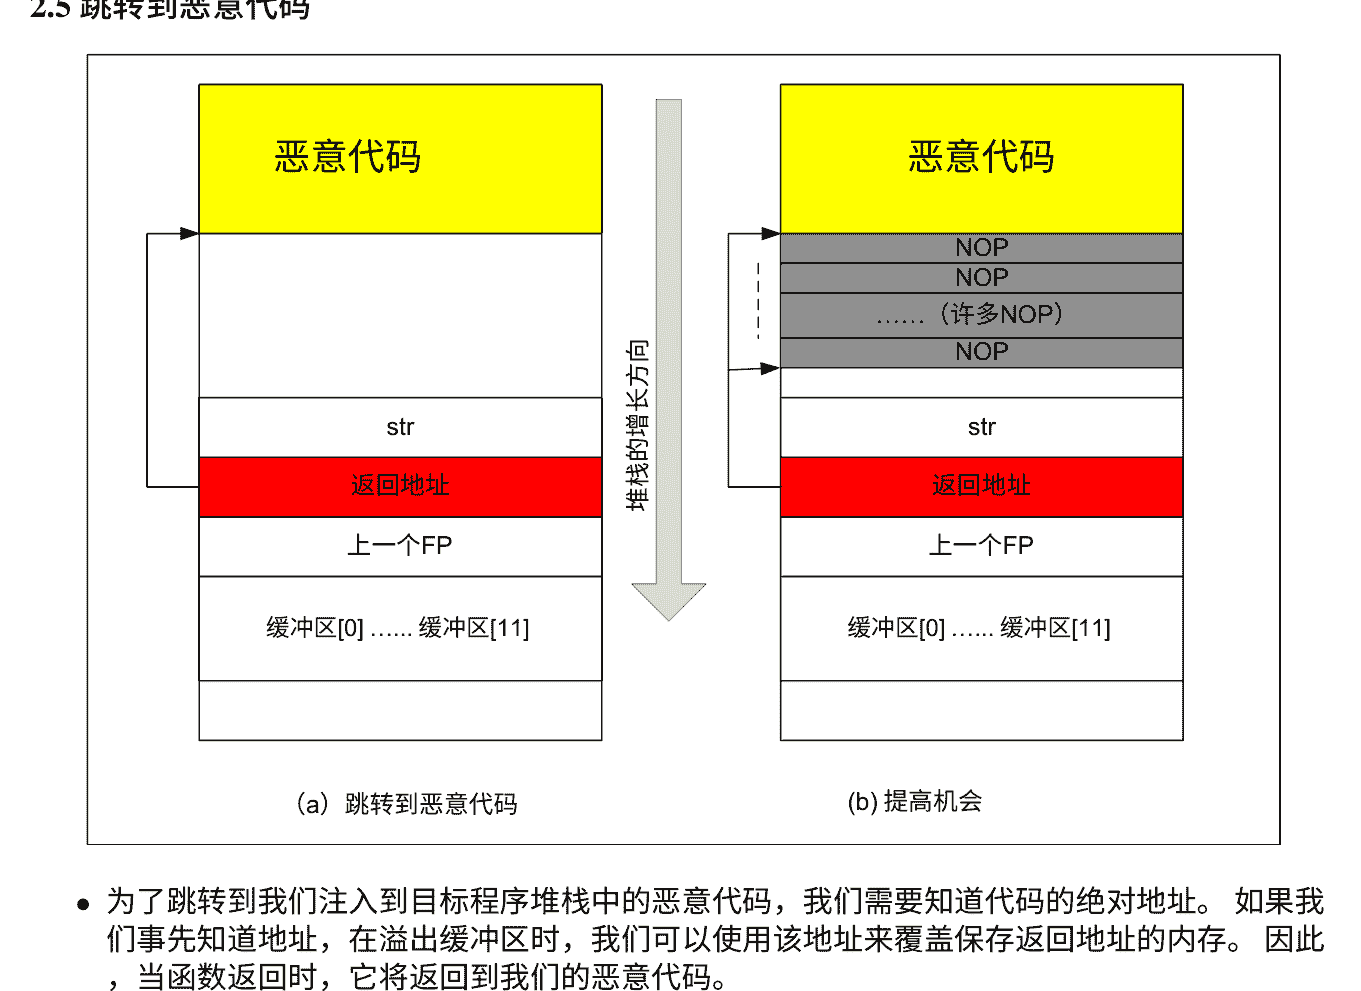 2.5 跳转到恶意代码
恶意代码
恶意代码
NOP
NOP
……（许多NOP）
NOP
堆栈的增长方向
str
str
返回地址
返回地址
上一个FP
上一个FP
缓冲区[0] …... 缓冲区[11]
缓冲区[0] …... 缓冲区[11]
（a）跳转到恶意代码
(b) 提高机会
● 为了跳转到我们注入到目标程序堆栈中的恶意代码，我们需要知道代码的绝对地址。 如果我
们事先知道地址，在溢出缓冲区时，我们可以使用该地址来覆盖保存返回地址的内存。 因此
，当函数返回时，它将返回到我们的恶意代码。